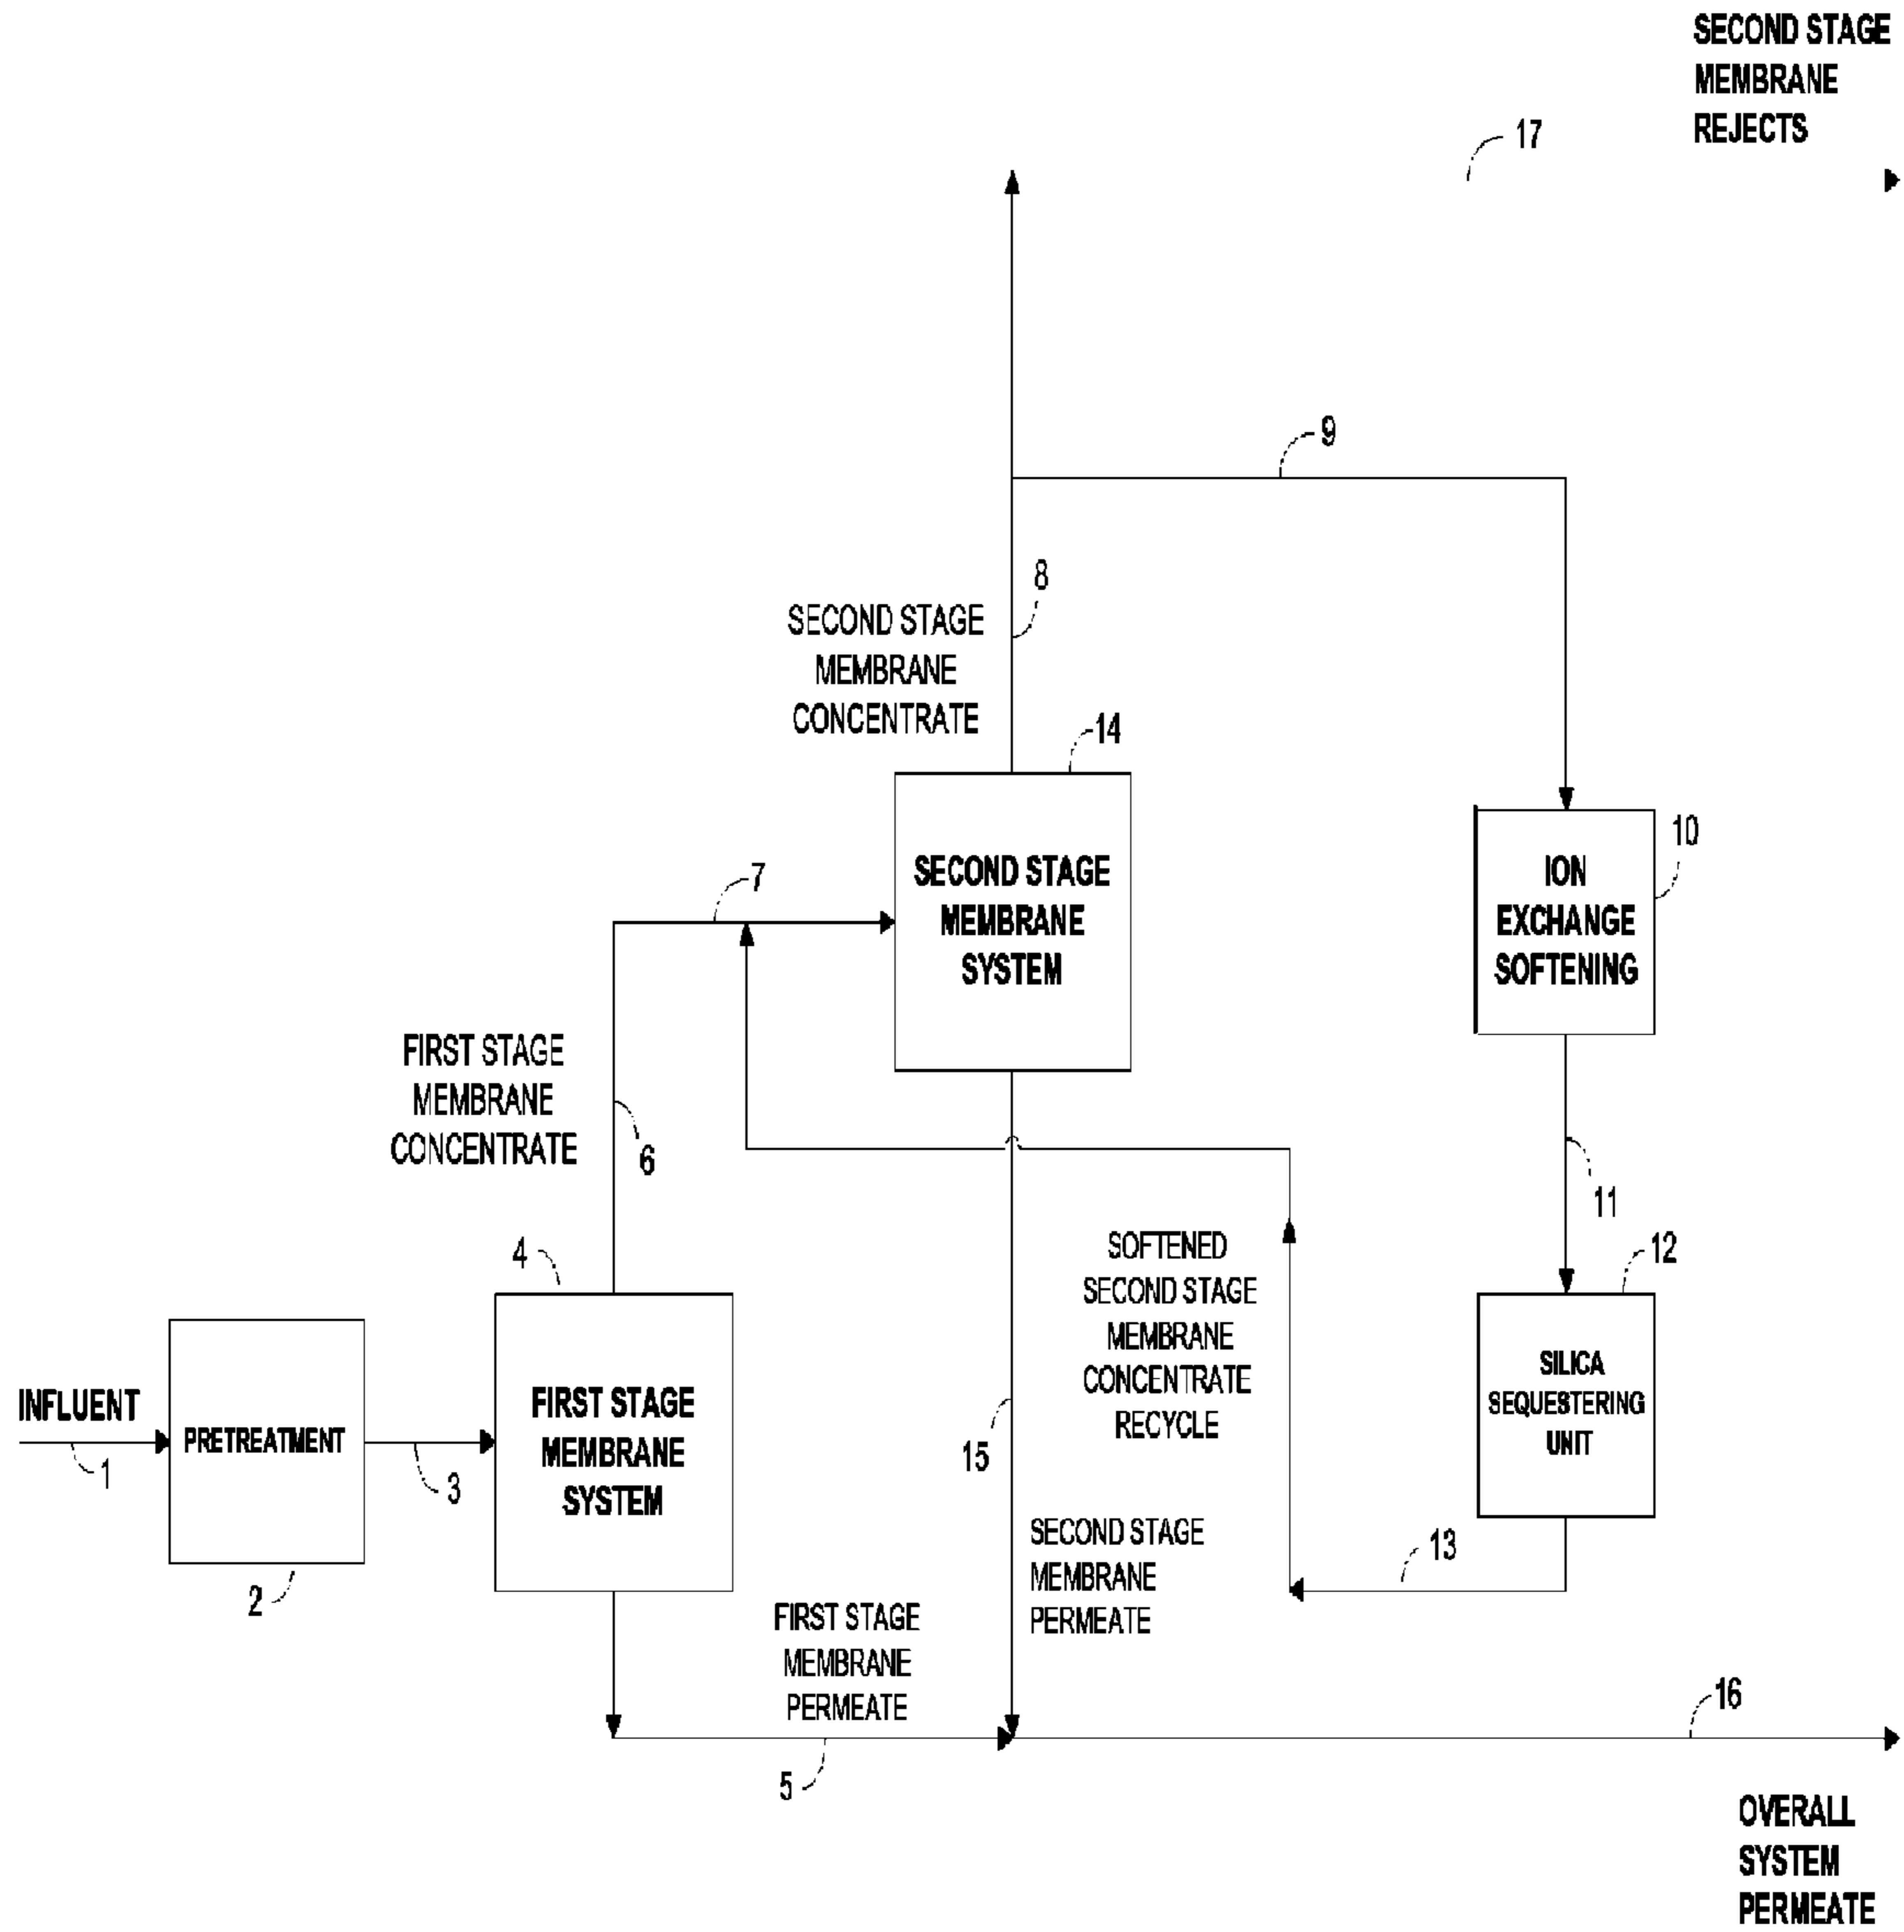 SECOND STAGE
MEMBRANE
REJECTS
17
9
8
SECOND STAGE
MEMBRANE
CONCENTRATE
14
10
7
SECOND STAGE
MEMBRANE
SYSTEM
ION
EXCHANGE
SOFTENING
FIRST STAGE
MEMBRANE
CONCENTRATE
6
11
4
SOFTENED
SECOND STAGE
MEMBRANE
CONCENTRATE
RECYCLE
12
INFLUENT
1
PRETREATMENT
2
3
FIRST STAGE
MEMBRANE
SYSTEM
15
SILICA
SEQUESTERING
UNIT
13
SECOND STAGE
MEMBRANE
PERMEATE
FIRST STAGE
MEMBRANE
PERMEATE
5
16
OVERALL
SYSTEM
PERMEATE